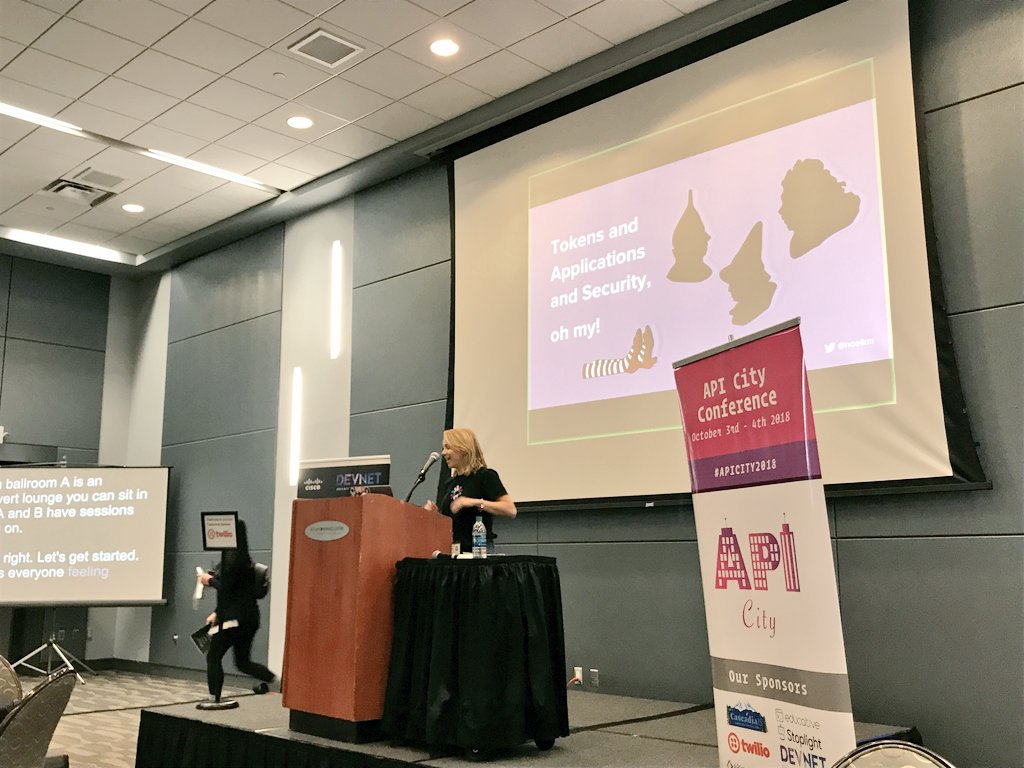 Tokens and
Applications
and Security,
oh my!
@noelkm
API City
Conference
October 3rd - 4th 2018
#APICITY2018
API
City
Our Sponsors
Cascadia
educative
Stoplight
twilio
DEVNET
CISCO
DEVNET
twilio
ballroom A is an
vert lounge you can sit in
A and B have sessions
on.
right. Let's get started.
s everyone feeling